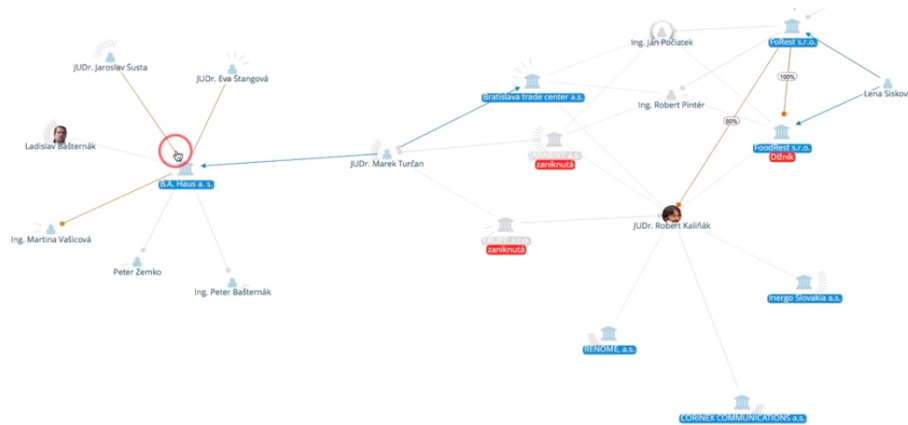 Ing. Ján Počiatek
FoRest s.r.o.
JUDr. Jaroslav Šusta
JUDr. Eva Štangová
100%
Bratislava trade center a.s.
Lena Siskov
Ing. Robert Pintér
80%
Ladislav Bašternák
FoodRest s.r.o.
Dlžník
JUDr. Marek Turčan
zaniknutá
B.A. Haus a. s.
JUDr. Robert Kaliňák
Ing. Martina Vašicová
zaniknutá
Peter Zemko
Ing. Peter Bašternák
Inergo Slovakia a.s.
RENOME, a.s.
CORINEX COMMUNICATIONS a.s.